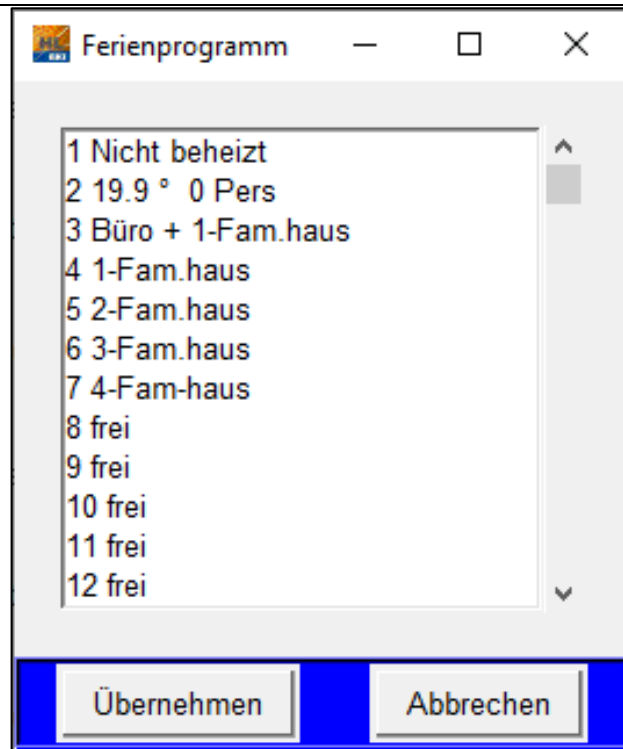 Ferienprogramm
1 Nicht beheizt
2 19.9 ° 0 Pers
3 Büro + 1-Fam.haus
4 1-Fam.haus
5 2-Fam.haus
6 3-Fam.haus
7 4-Fam-haus
8 frei
9 frei
10 frei
11 frei
12 frei
Übernehmen Abbrechen